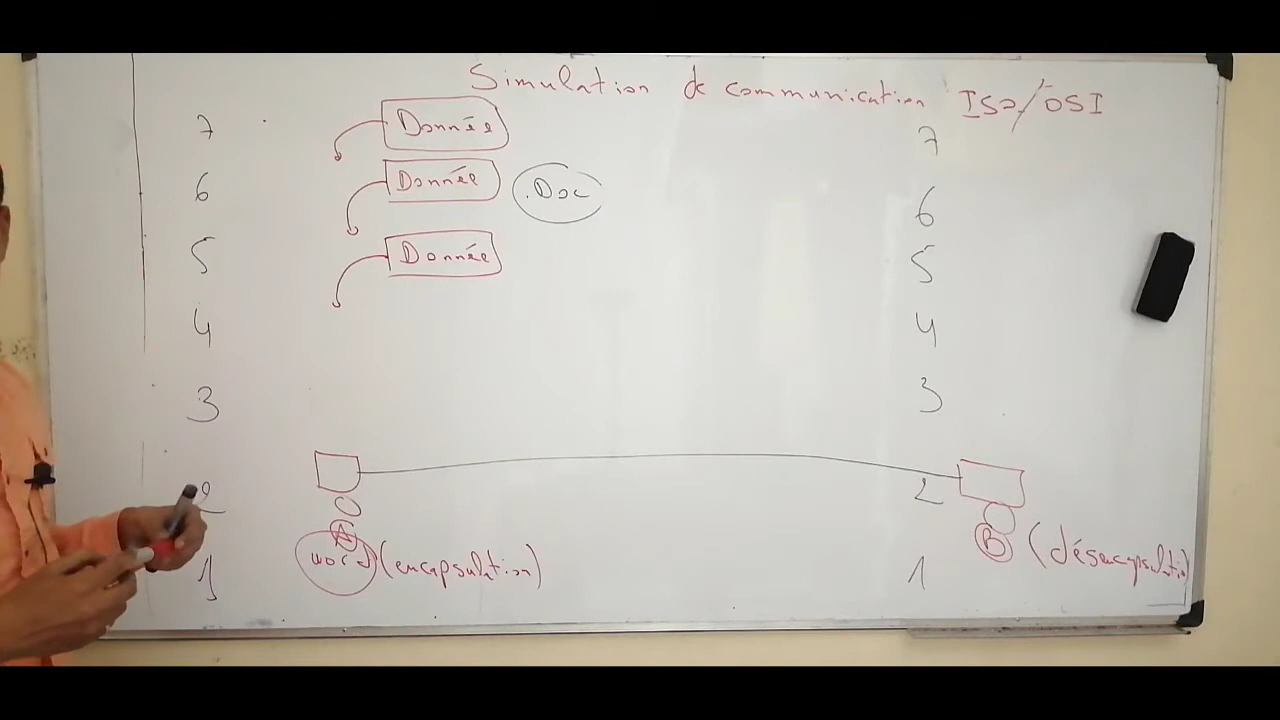 Simulation de communication ISO/OSI
7 Donnée 7
6 Donnée .Doc 6
5 Donnée 5
4 4
3 3
2 2
A B (désencapsulation
word (encapsulation)
1 1